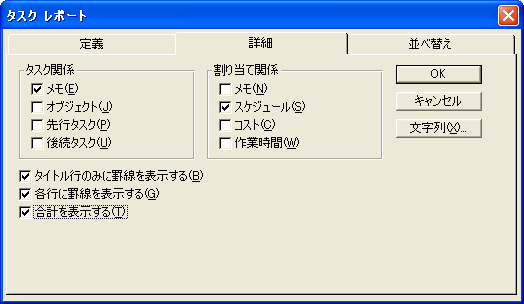 タスク レポート
定義 詳細 並べ替え
タスク関係 割り当て関係 OK
メモ(E) メモ(N)
オブジェクト(J) スケジュール(S) キャンセル
先行タスク(P) コスト(C) 文字列(X)...
後続タスク(U) 作業時間(W)
タイトル行のみに罫線を表示する(B)
各行に罫線を表示する(G)
合計を表示する(T)